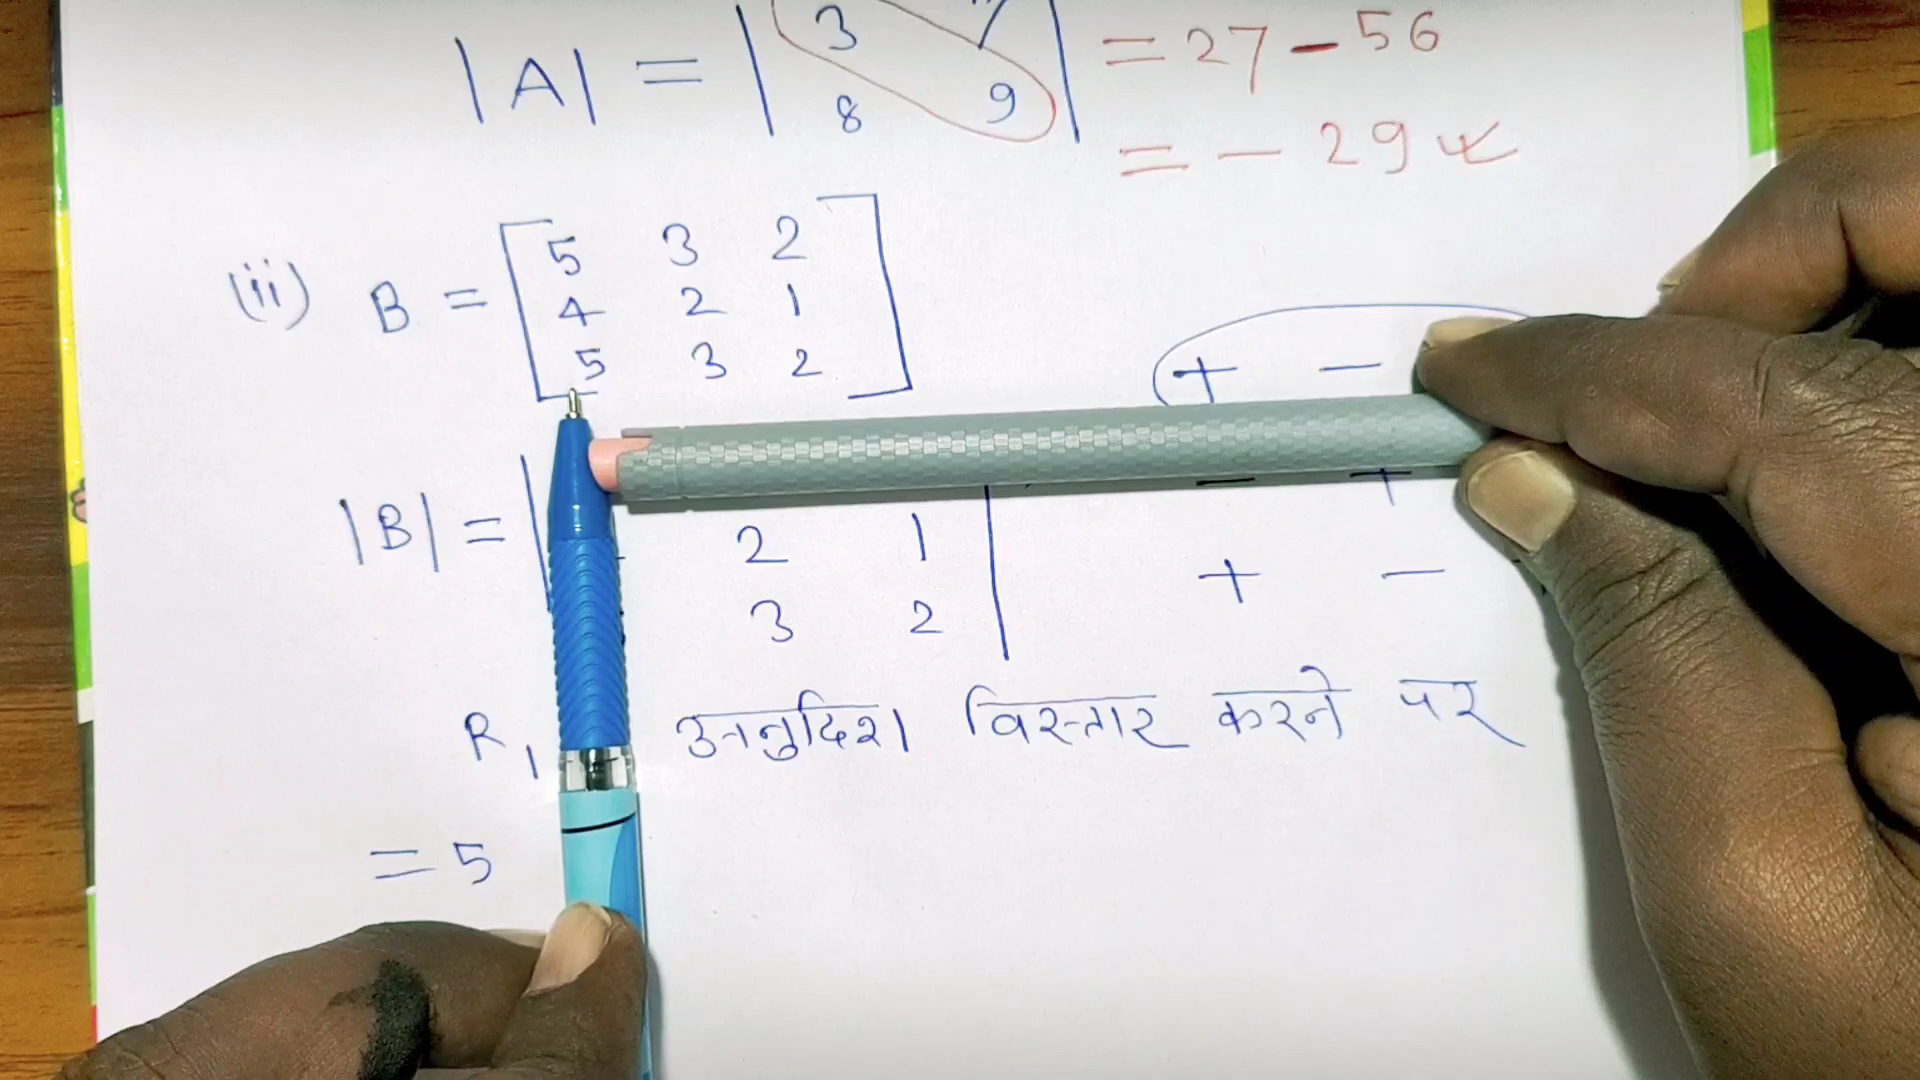 |A| = | 3 7 | = 27 - 56
8 9 | = - 29
(ii) B = [ 5 3 2
4 2 1
5 3 2 ]
+ -
- +
|B| = | 2 1 |
3 2
+ -
R1 अनुदिश विस्तार करने पर
= 5